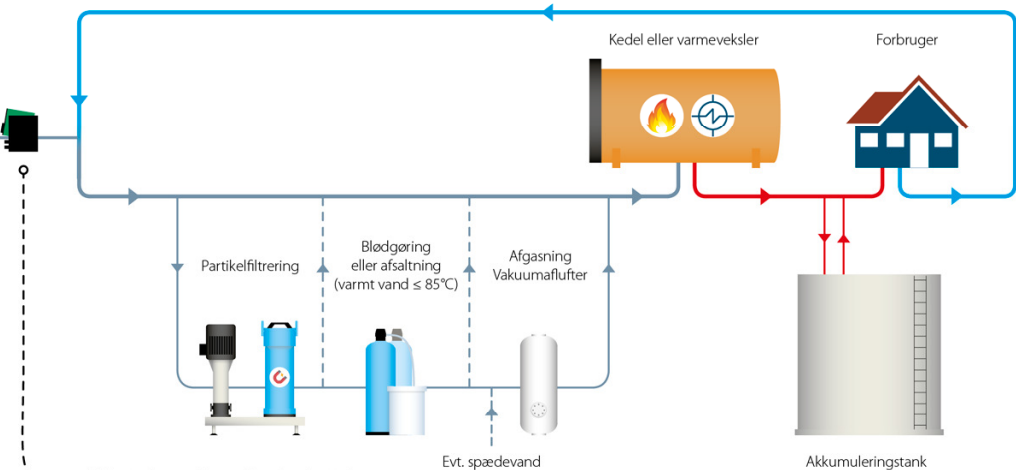 Kedel eller varmeveksler
Forbruger
Partikelfiltrering
Blødgøring
eller afsaltning
(varmt vand ≤ 85°C)
Afgasning
Vakuumaflufter
Evt. spædevand
Akkumuleringstank